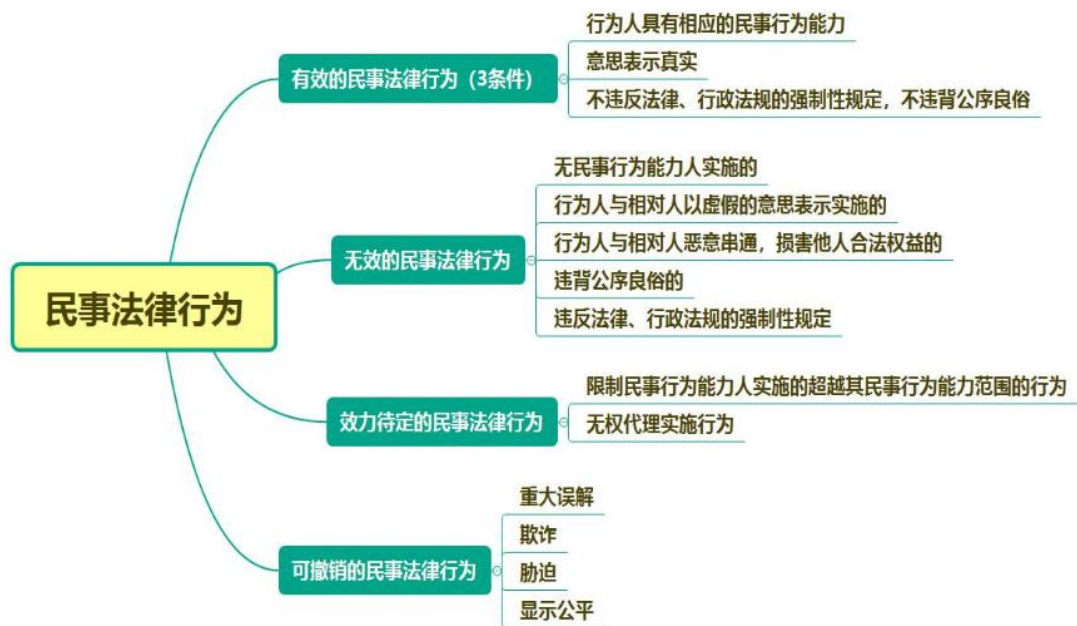 民事法律行为
有效的民事法律行为（3条件）
行为人具有相应的民事行为能力
意思表示真实
不违反法律、行政法规的强制性规定，不违背公序良俗
无效的民事法律行为
无民事行为能力人实施的
行为人与相对人以虚假的意思表示实施的
行为人与相对人恶意串通，损害他人合法权益的
违背公序良俗的
违反法律、行政法规的强制性规定
效力待定的民事法律行为
限制民事行为能力人实施的超越其民事行为能力范围的行为
无权代理实施行为
可撤销的民事法律行为
重大误解
欺诈
胁迫
显示公平